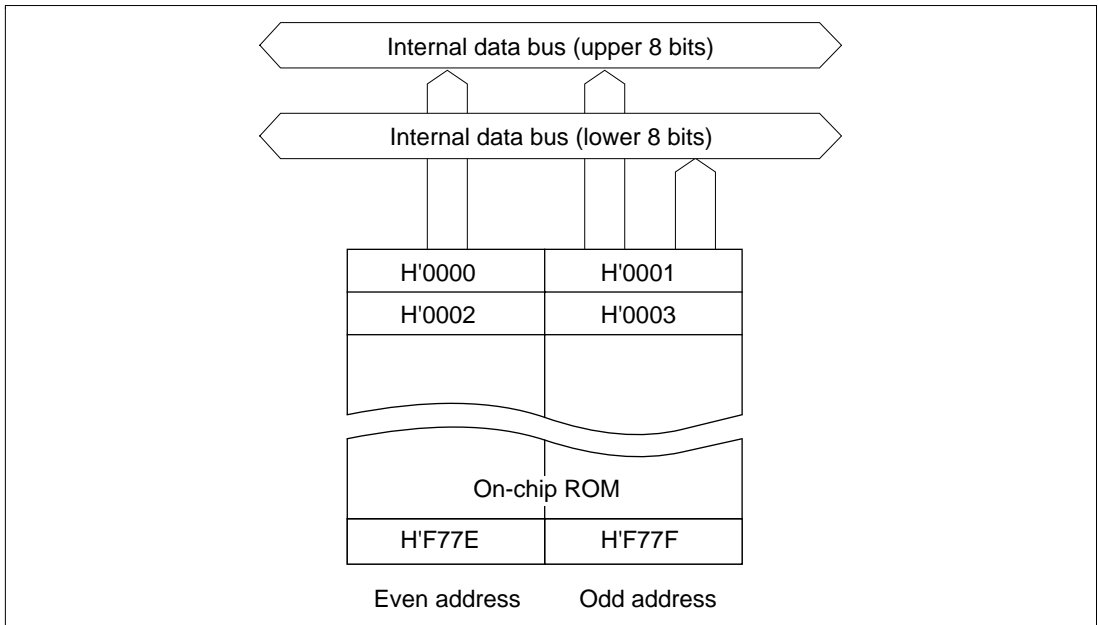 Internal data bus (upper 8 bits)
Internal data bus (lower 8 bits)
H'0000 H'0001
H'0002 H'0003
On-chip ROM
H'F77E H'F77F
Even address Odd address